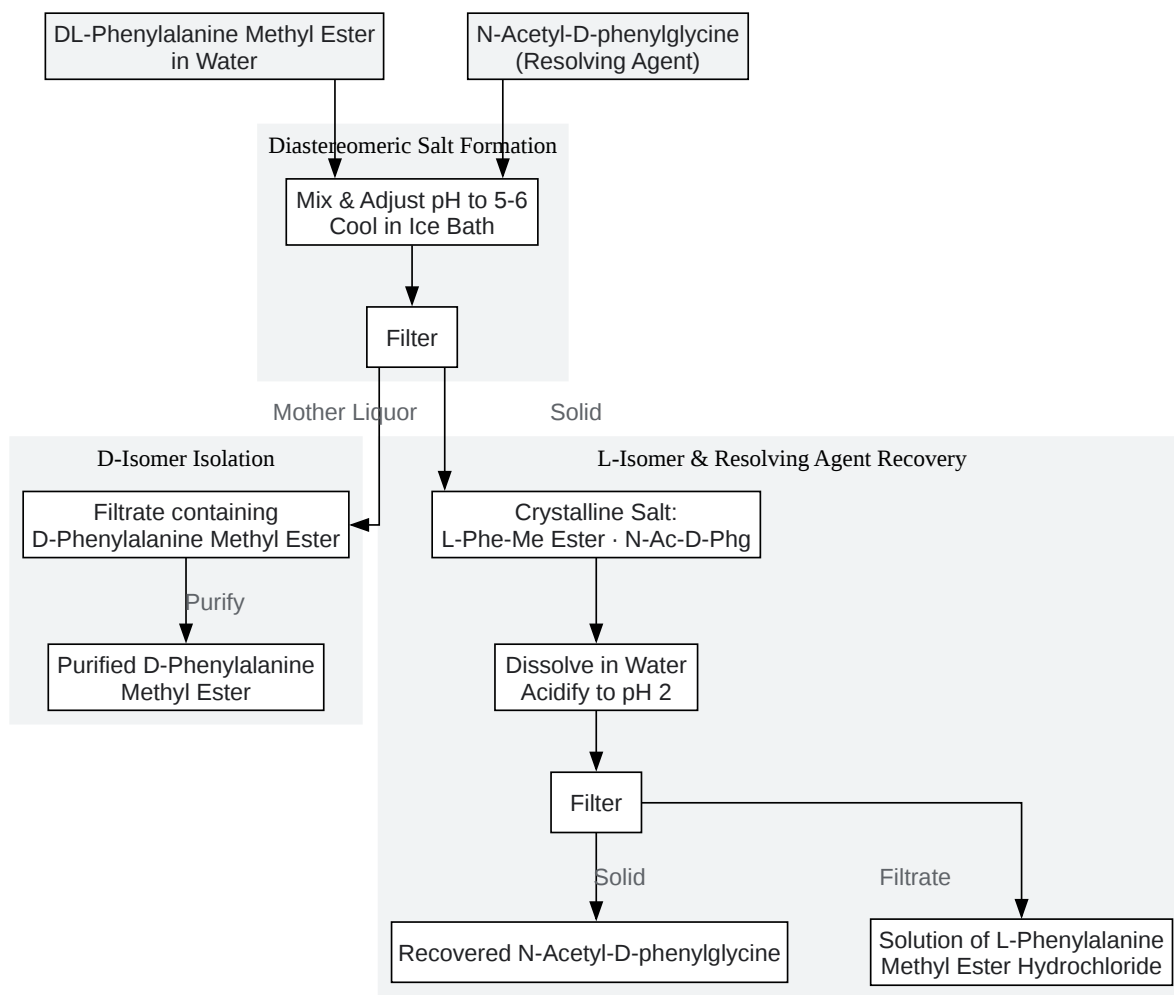 DL-Phenylalanine Methyl Ester
in Water
N-Acetyl-D-phenylglycine
(Resolving Agent)
Diastereomeric Salt Formation
Mix & Adjust pH to 5-6
Cool in Ice Bath
Filter
Mother Liquor
Solid
D-Isomer Isolation
L-Isomer & Resolving Agent Recovery
Filtrate containing
D-Phenylalanine Methyl Ester
Crystalline Salt:
L-Phe-Me Ester · N-Ac-D-Phg
Purify
Purified D-Phenylalanine
Methyl Ester
Dissolve in Water
Acidify to pH 2
Filter
Solid
Filtrate
Recovered N-Acetyl-D-phenylglycine
Solution of L-Phenylalanine
Methyl Ester Hydrochloride